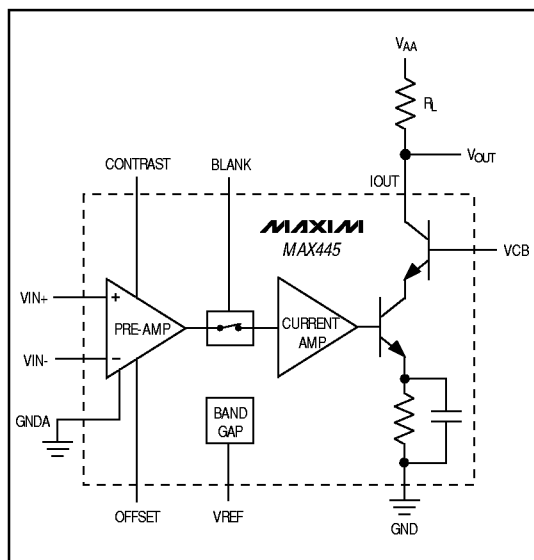 VAA
RL
CONTRAST
BLANK
IOUT
VOUT
MAXIM
MAX445
VCB
VIN+
+
PRE-AMP
CURRENT
AMP
VIN-
−
GNDA
BAND
GAP
OFFSET
VREF
GND